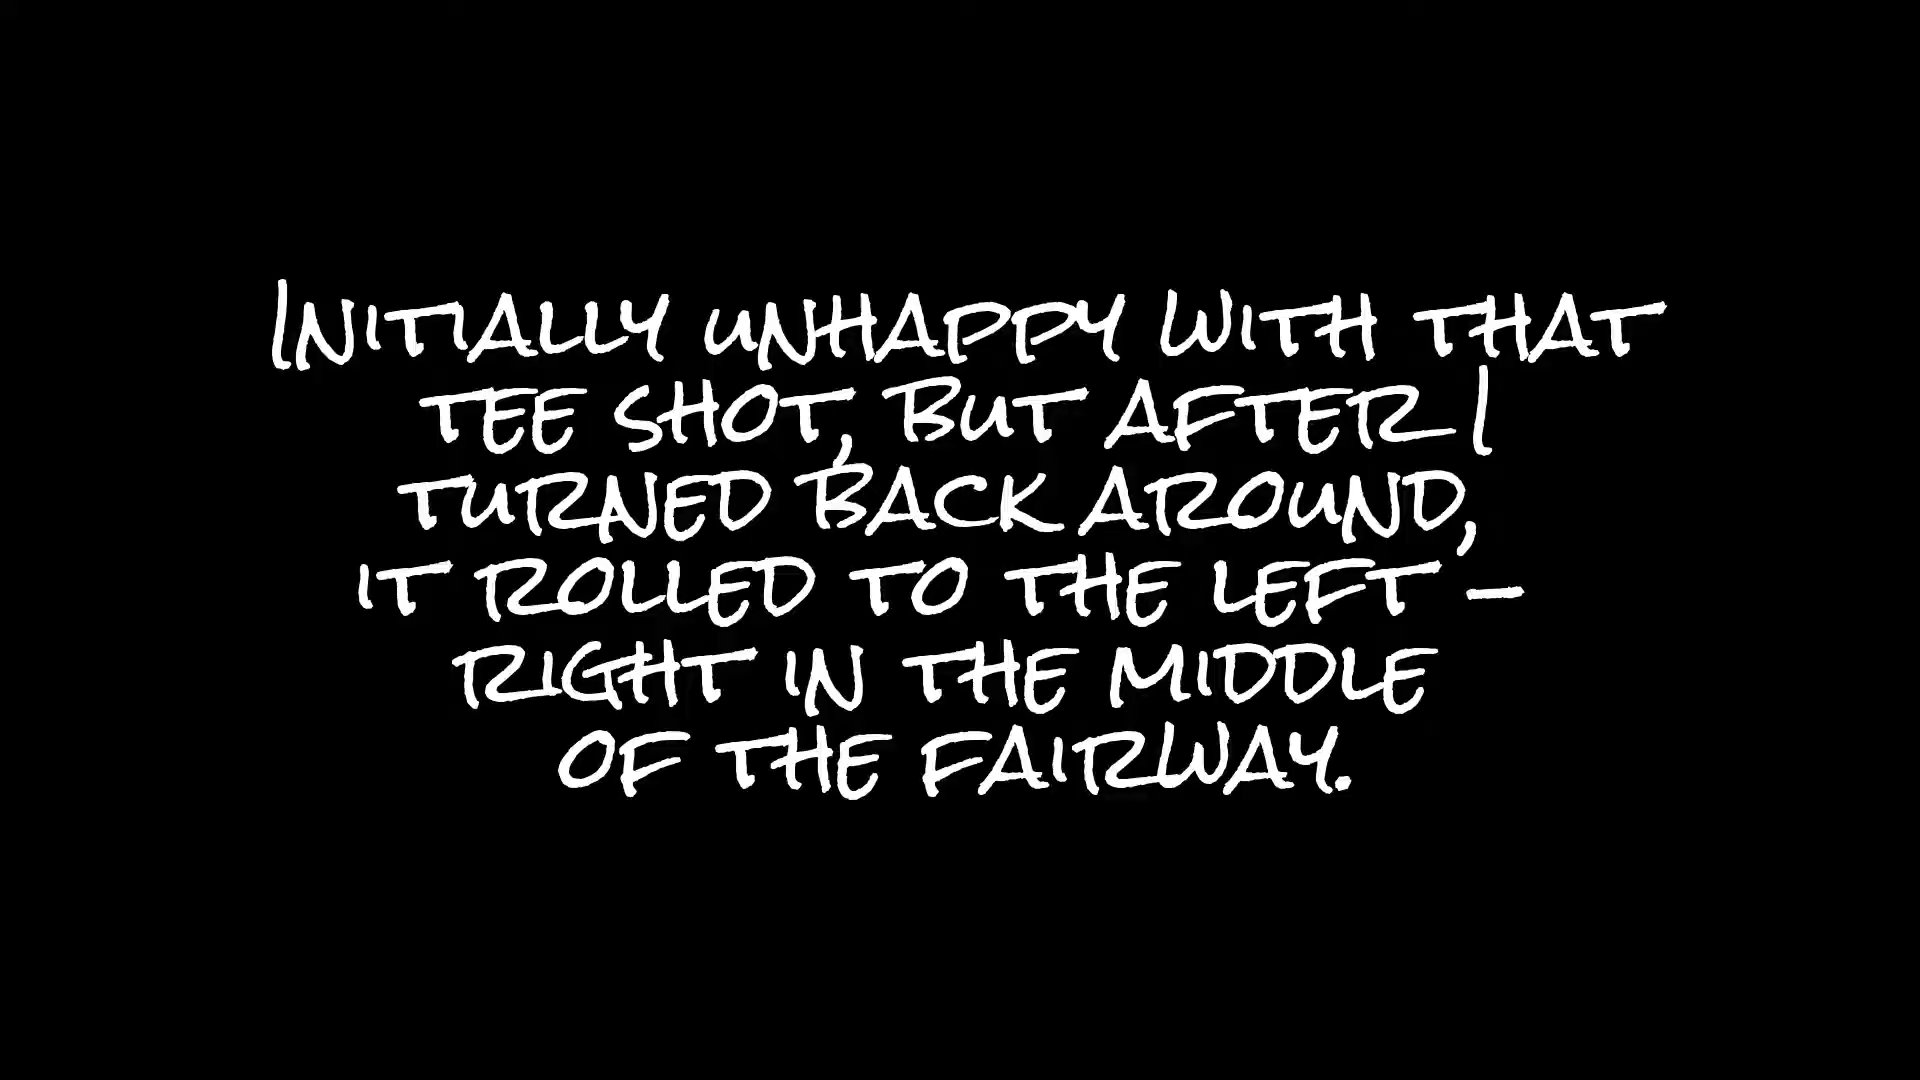 Initially unhappy with that
tee shot, but after I
turned back around,
it rolled to the left -
right in the middle
of the fairway.